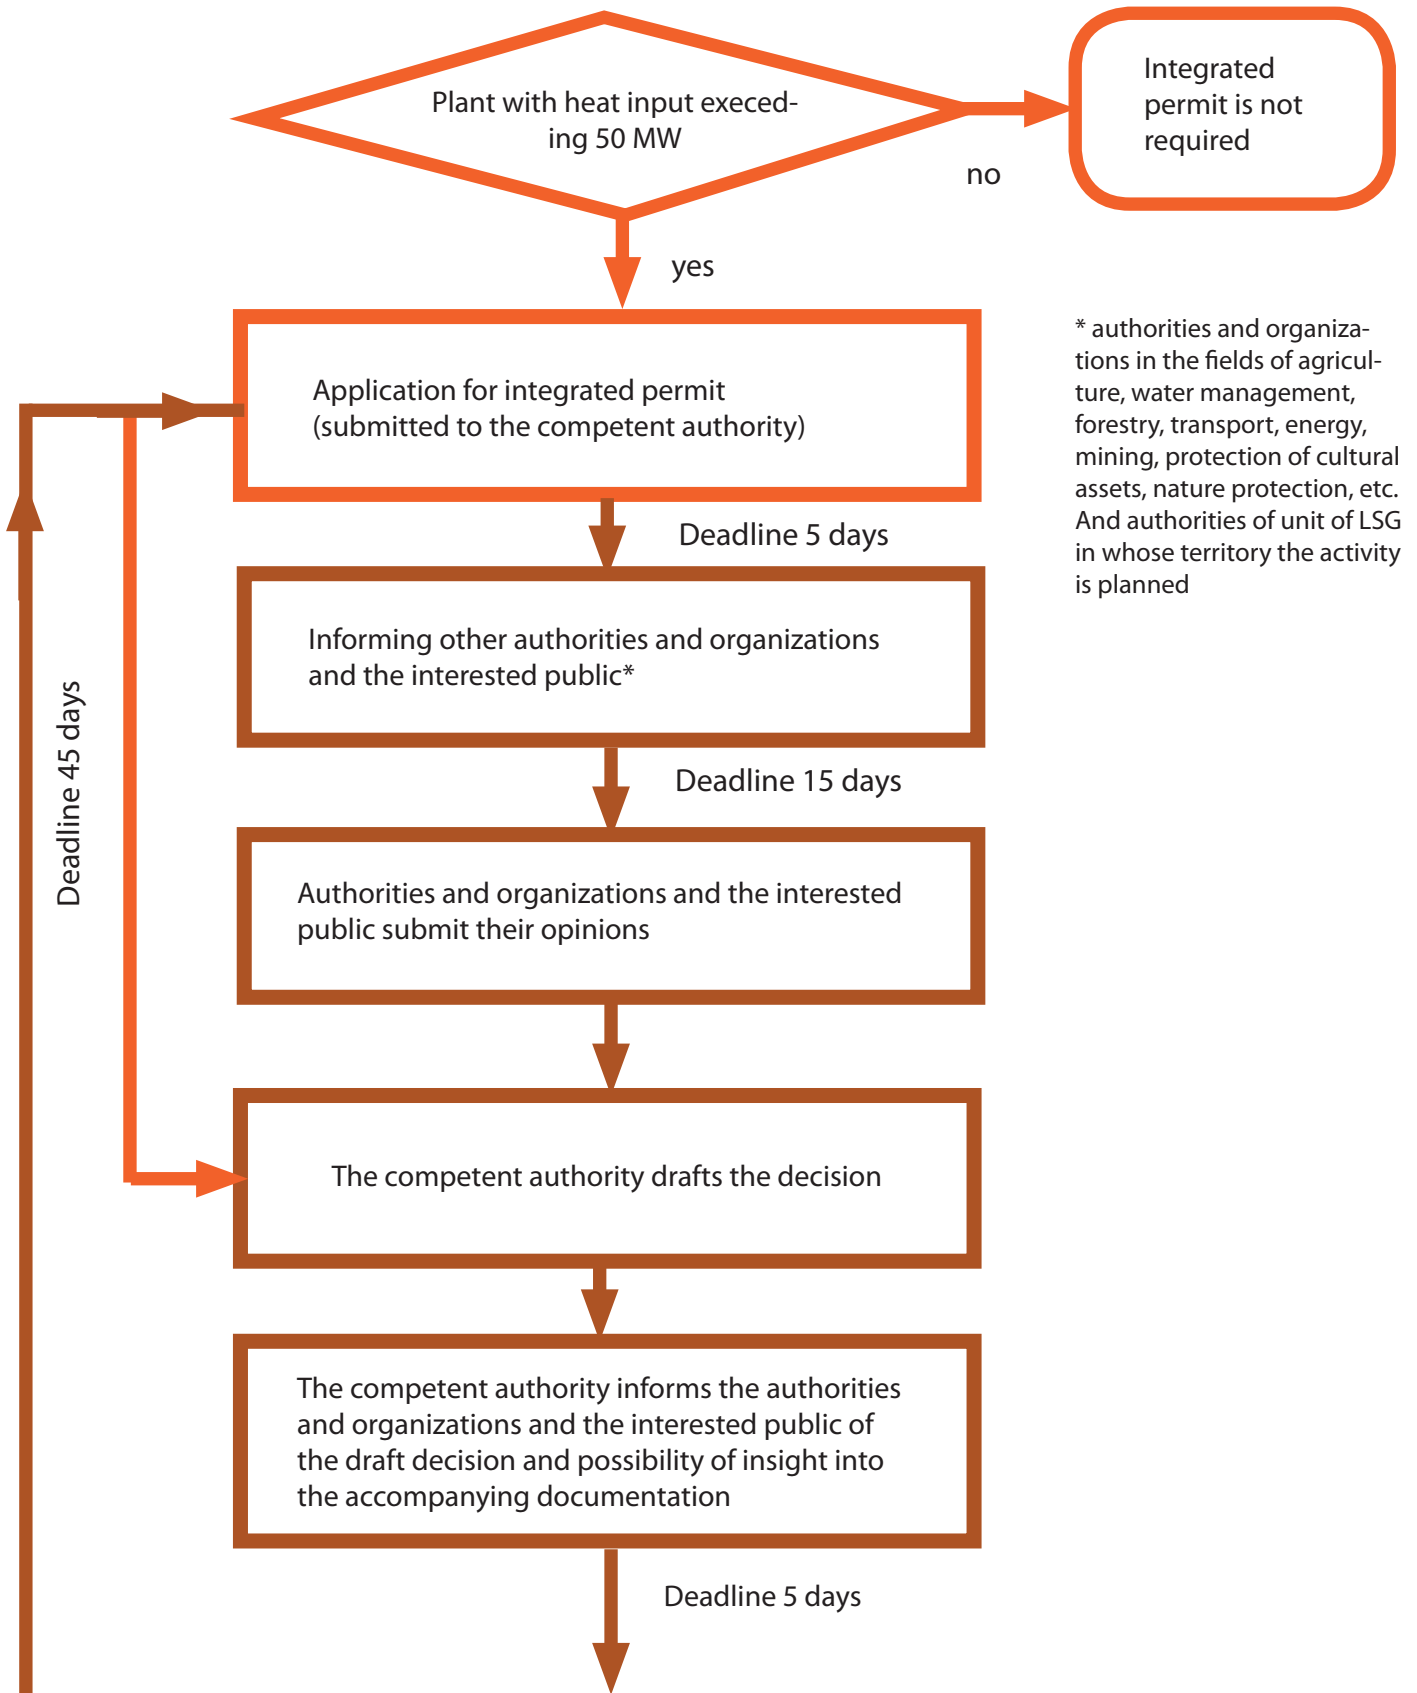 Plant with heat input execed-
ing 50 MW
Integrated
permit is not
required
no
yes
* authorities and organiza-
tions in the fields of agricul-
ture, water management,
forestry, transport, energy,
mining, protection of cultural
assets, nature protection, etc.
And authorities of unit of LSG
in whose territory the activity
is planned
Application for integrated permit
(submitted to the competent authority)
Deadline 5 days
Informing other authorities and organizations
and the interested public*
Deadline 15 days
Deadline 45 days
Authorities and organizations and the interested
public submit their opinions
The competent authority drafts the decision
The competent authority informs the authorities
and organizations and the interested public of
the draft decision and possibility of insight into
the accompanying documentation
Deadline 5 days